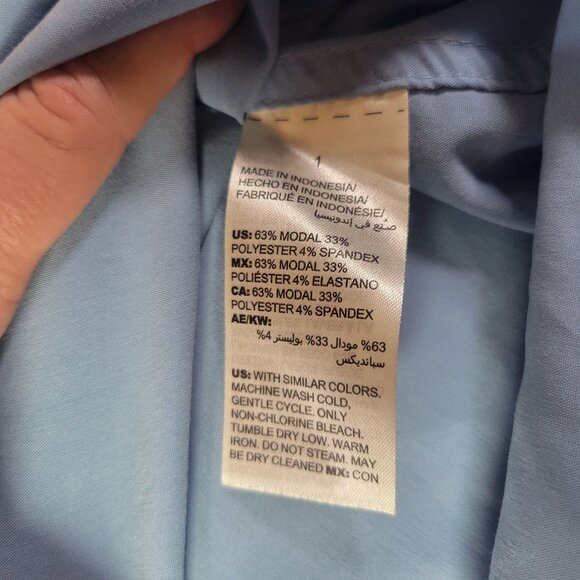 1
MADE IN INDONESIA/
HECHO EN INDONESIA/
FABRIQUÉ EN INDONÉSIE/
صنع في إندونيسيا
US: 63% MODAL 33%
POLYESTER 4% SPANDEX
MX: 63% MODAL 33%
POLIÉSTER 4% ELASTANO
CA: 63% MODAL 33%
POLYESTER 4% SPANDEX
AE/KW:
63% مودال 33% بوليستر 4%
سبانديكس
US: WITH SIMILAR COLORS.
MACHINE WASH COLD,
GENTLE CYCLE. ONLY
NON-CHLORINE BLEACH.
TUMBLE DRY LOW. WARM
IRON. DO NOT STEAM. MAY
BE DRY CLEANED MX: CON